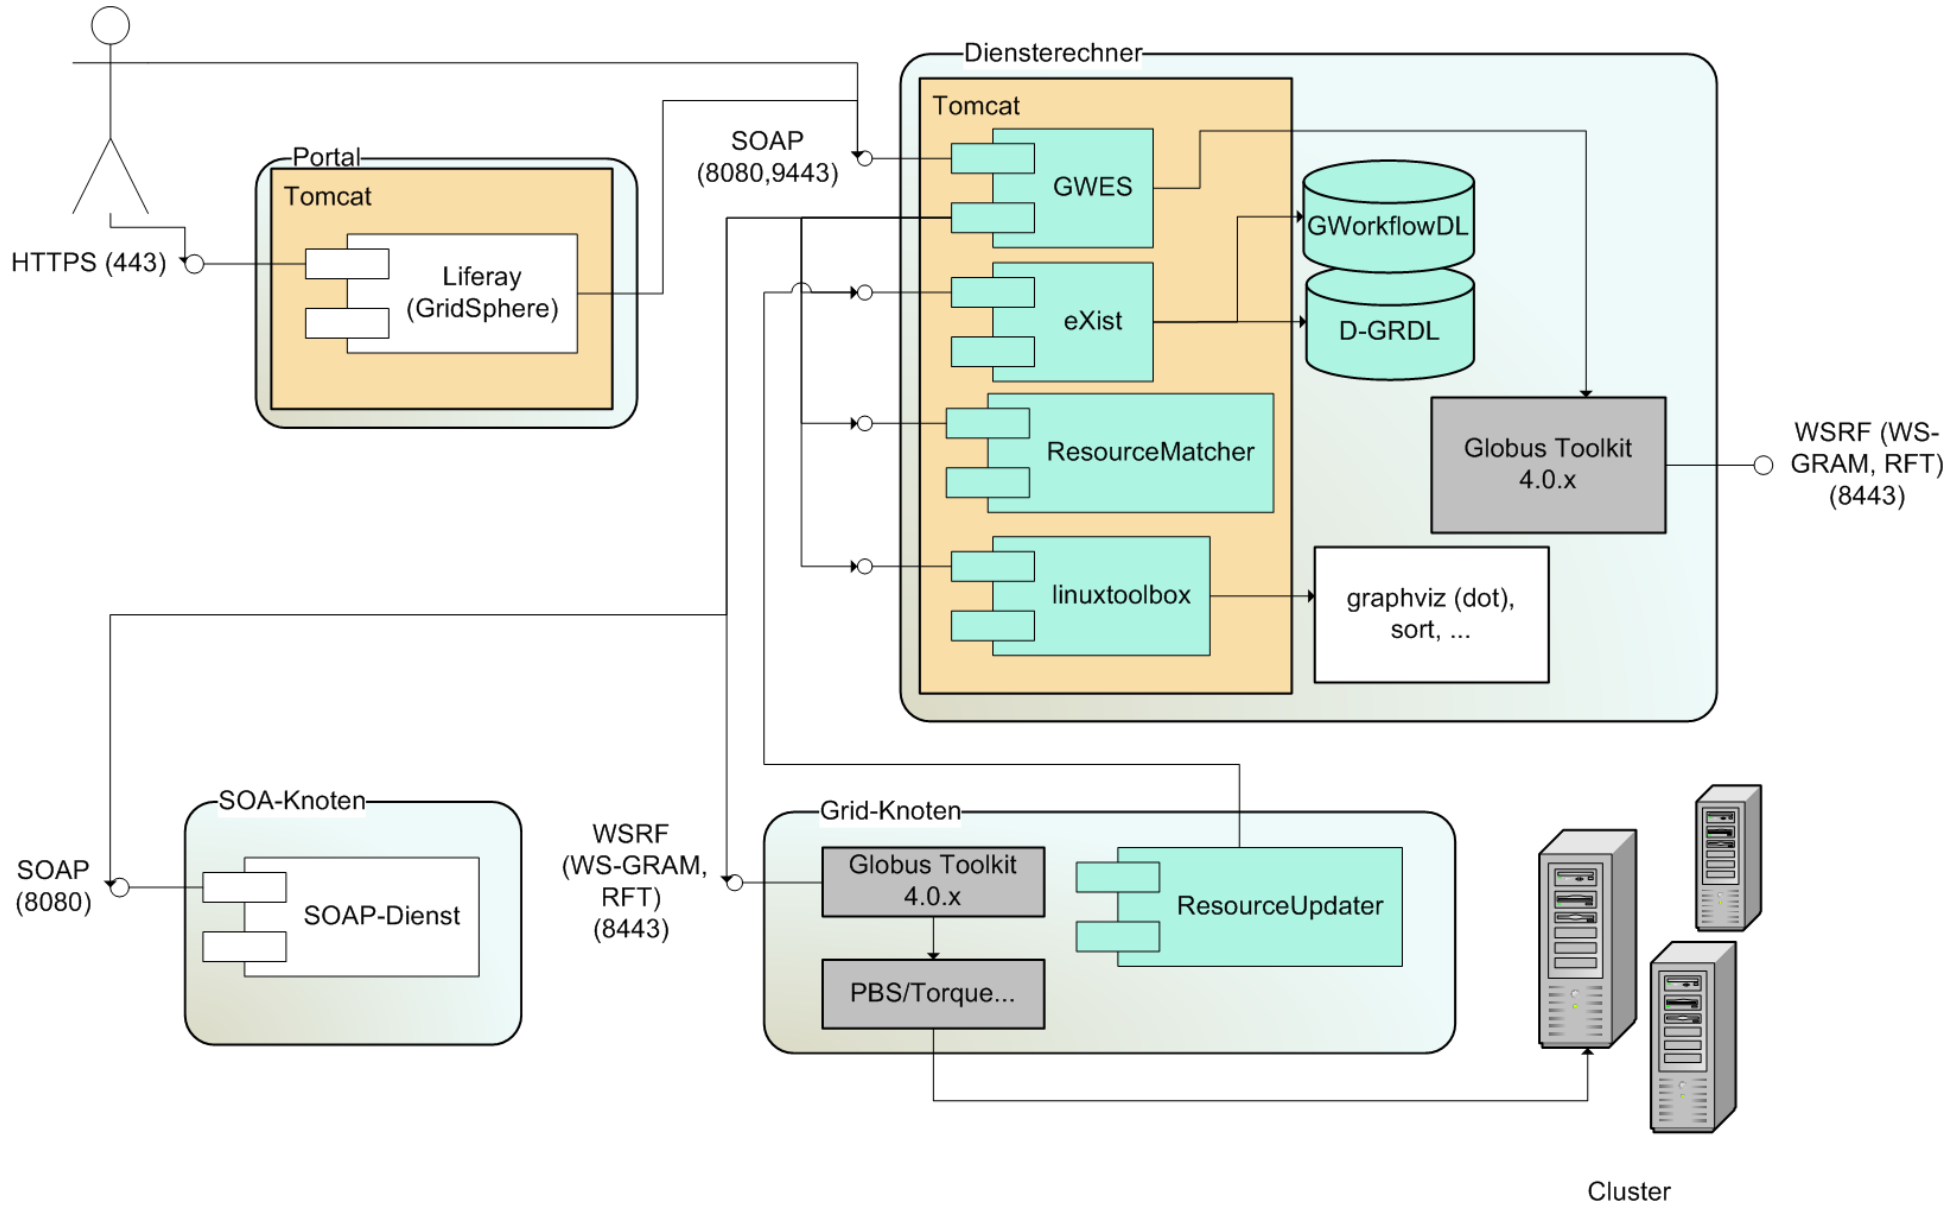 Diensterechner
Tomcat
SOAP
(8080,9443)
GWES
Portal
Tomcat
GWorkflowDL
HTTPS (443)
Liferay
(GridSphere)
eXist
D-GRDL
ResourceMatcher
Globus Toolkit
4.0.x
WSRF (WS-
GRAM, RFT)
(8443)
linuxtoolbox
graphviz (dot),
sort, ...
SOA-Knoten
SOAP
(8080)
SOAP-Dienst
WSRF
(WS-GRAM,
RFT)
(8443)
Grid-Knoten
Globus Toolkit
4.0.x
ResourceUpdater
PBS/Torque...
Cluster